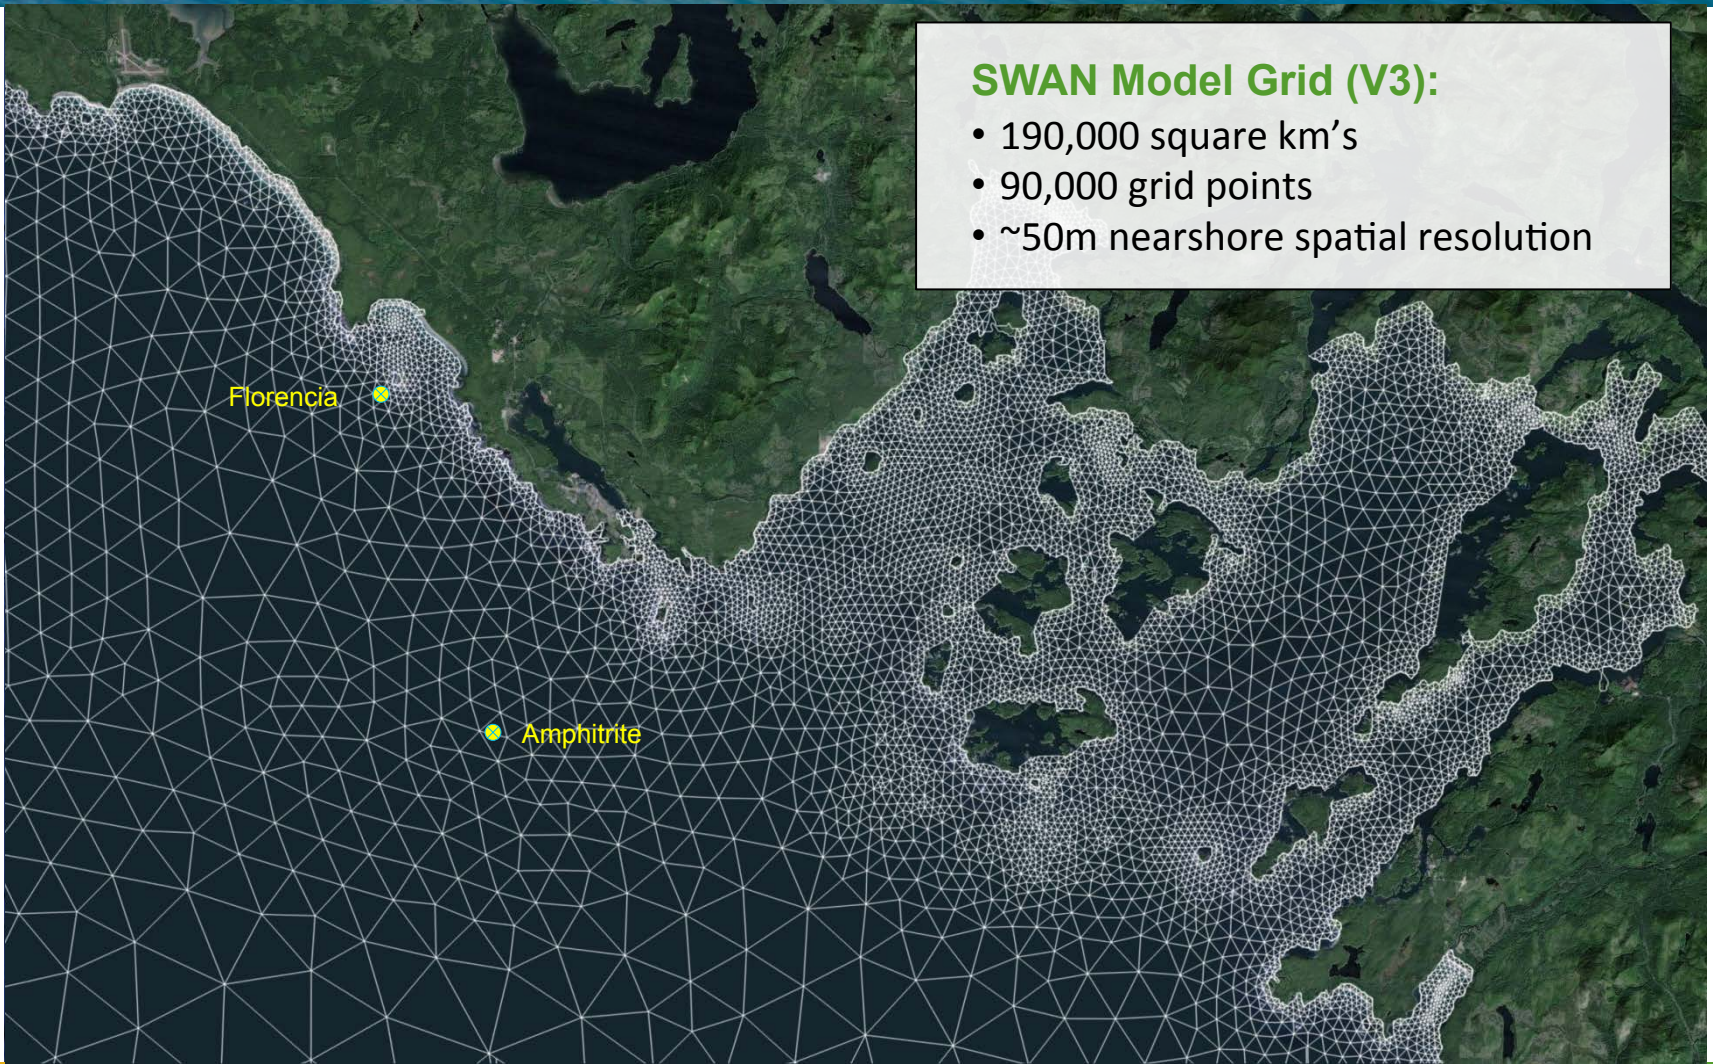 SWAN Model Grid (V3):
• 190,000 square km’s
• 90,000 grid points
• ~50m nearshore spatial resolution
Florencia
Amphitrite